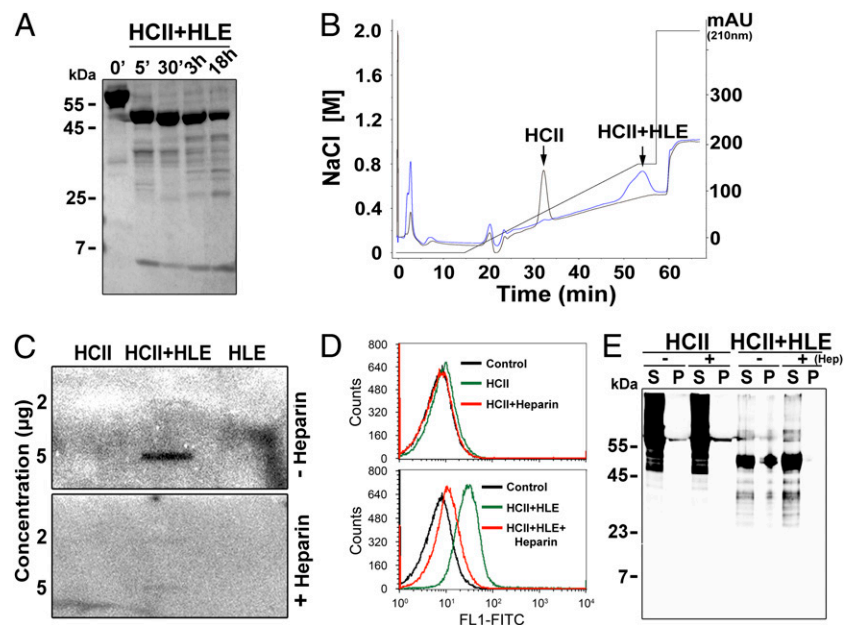 A
HCII+HLE
0' 5' 30' 3h 18h
kDa
55
45
25
7
B
NaCl [M]
2.0
1.6
1.2
0.8
0.4
0
mAU
(210nm)
300
200
100
0
HCII
HCII+HLE
0 10 20 30 40 50 60
Time (min)
C
HCII HCII+HLE HLE
Concentration (µg)
2
5
- Heparin
2
5
+ Heparin
D
Counts
800
640
480
320
160
0
Control
HCII
HCII+Heparin
Counts
800
640
480
320
160
0
Control
HCII+HLE
HCII+HLE+
Heparin
10⁰ 10¹ 10² 10³ 10⁴
FL1-FITC
E
HCII HCII+HLE
- + - + (Hep)
S P S P S P S P
kDa
55
45
23
7